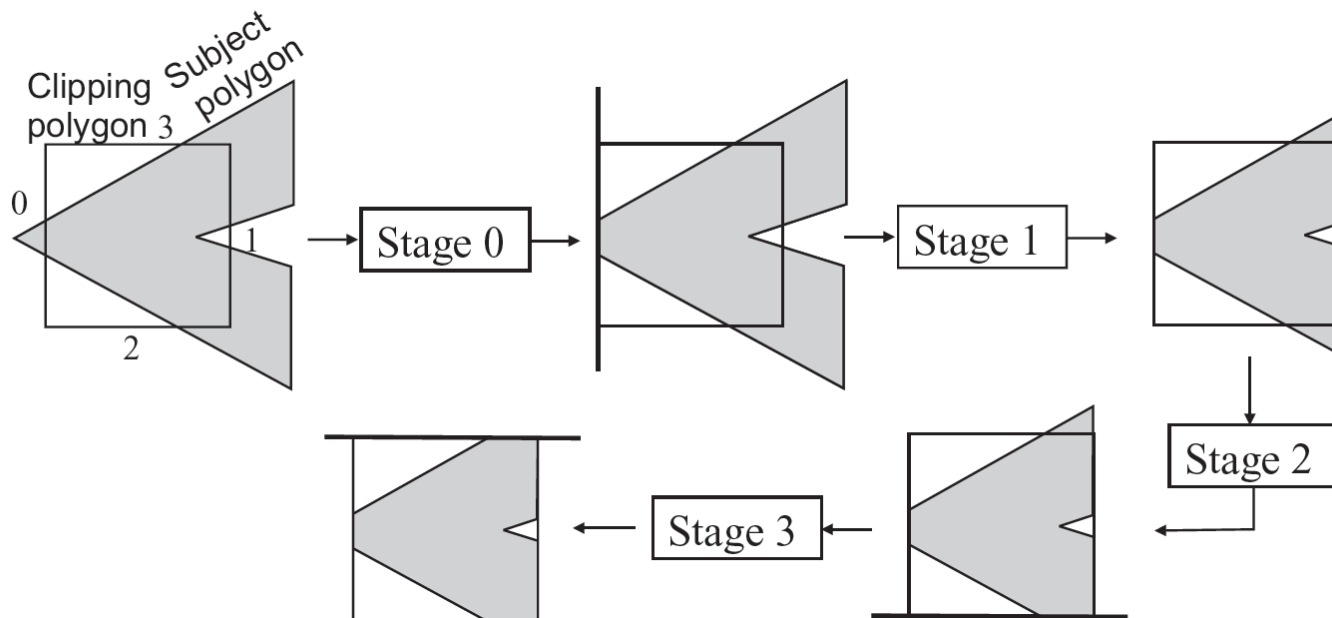 Clipping
polygon
Subject
polygon
3
0
1
2
Stage 0
Stage 1
Stage 2
Stage 3